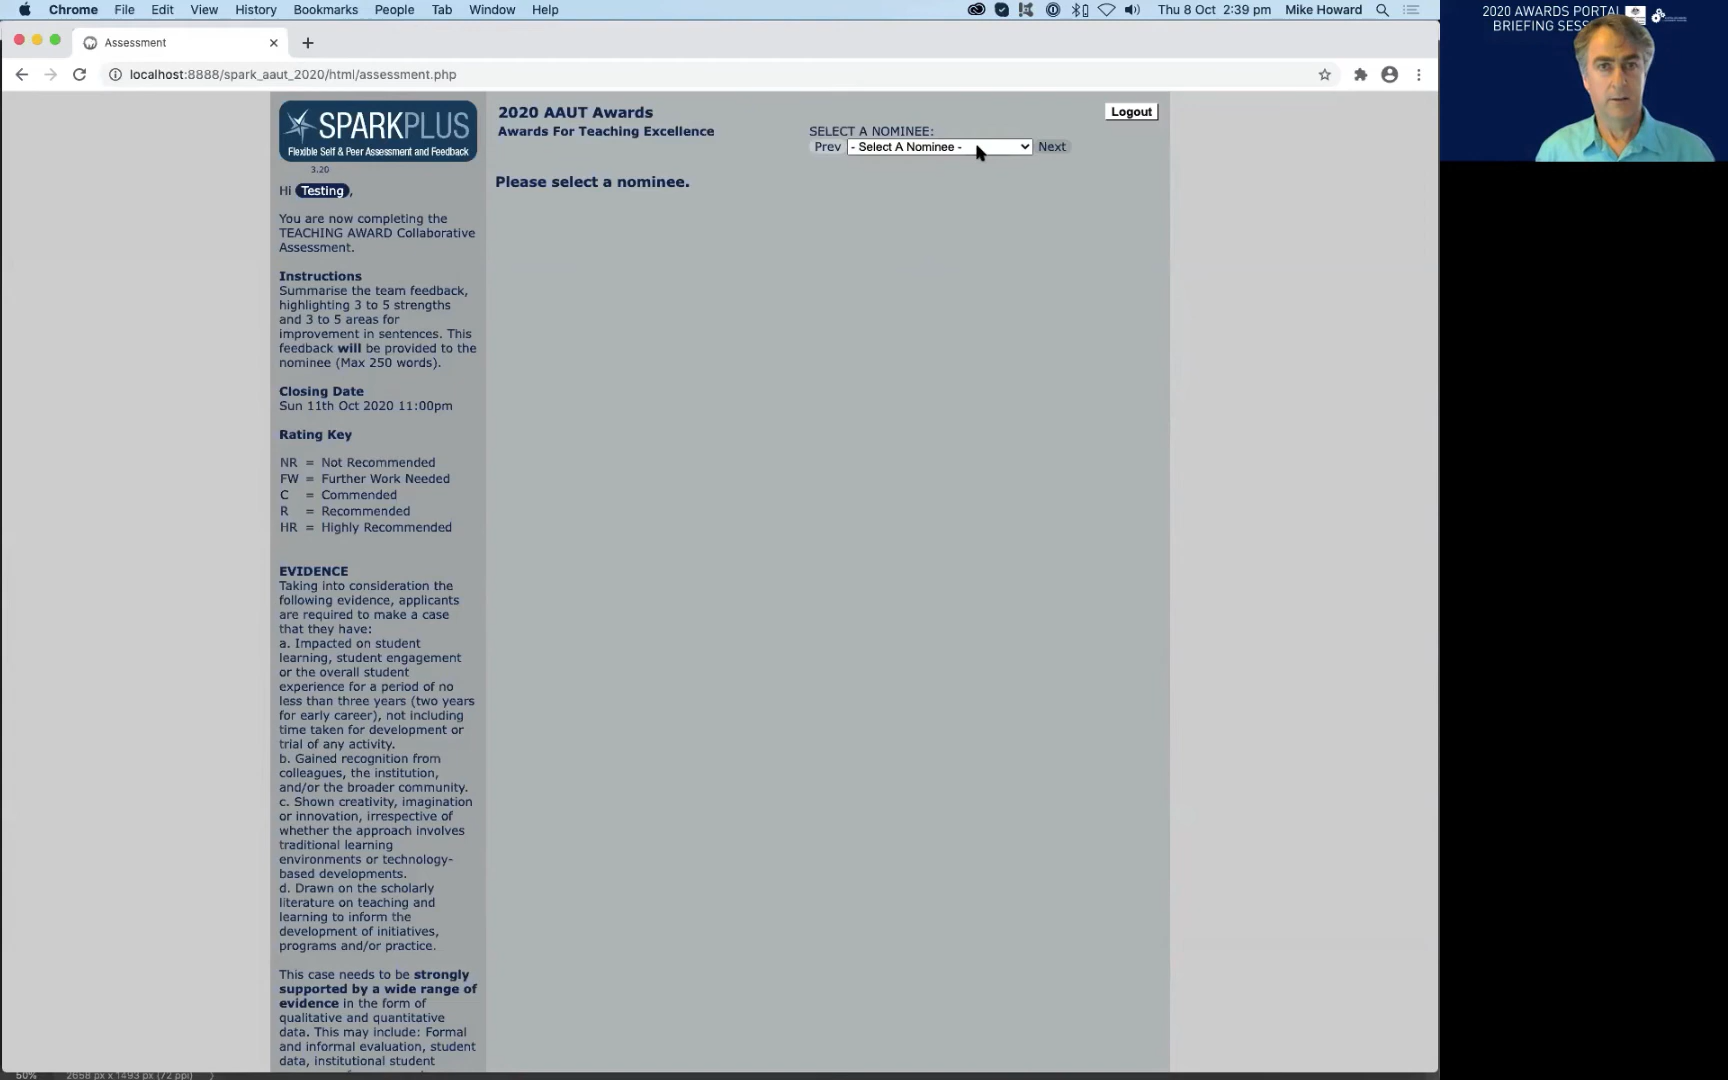 Chrome File Edit View History Bookmarks People Tab Window Help Thu 8 Oct 2:39 pm Mike Howard
2020 AWARDS PORTAL
BRIEFING SESS
Assessment
localhost:8888/spark_aaut_2020/html/assessment.php
SPARKPLUS
Flexible Self & Peer Assessment and Feedback
3.20
Hi Testing,
You are now completing the
TEACHING AWARD Collaborative
Assessment.
Instructions
Summarise the team feedback,
highlighting 3 to 5 strengths
and 3 to 5 areas for
improvement in sentences. This
feedback will be provided to the
nominee (Max 250 words).
Closing Date
Sun 11th Oct 2020 11:00pm
Rating Key
NR = Not Recommended
FW = Further Work Needed
C = Commended
R = Recommended
HR = Highly Recommended
EVIDENCE
Taking into consideration the
following evidence, applicants
are required to make a case
that they have:
a. Impacted on student
learning, student engagement
or the overall student
experience for a period of no
less than three years (two years
for early career), not including
time taken for development or
trial of any activity.
b. Gained recognition from
colleagues, the institution,
and/or the broader community.
c. Shown creativity, imagination
or innovation, irrespective of
whether the approach involves
traditional learning
environments or technology-
based developments.
d. Drawn on the scholarly
literature on teaching and
learning to inform the
development of initiatives,
programs and/or practice.
This case needs to be strongly
supported by a wide range of
evidence in the form of
qualitative and quantitative
data. This may include: Formal
and informal evaluation, student
data, institutional student
2020 AAUT Awards
Awards For Teaching Excellence
SELECT A NOMINEE:
Prev - Select A Nominee - Next
Logout
Please select a nominee.
50% 2658 px x 1493 px (72 ppi)